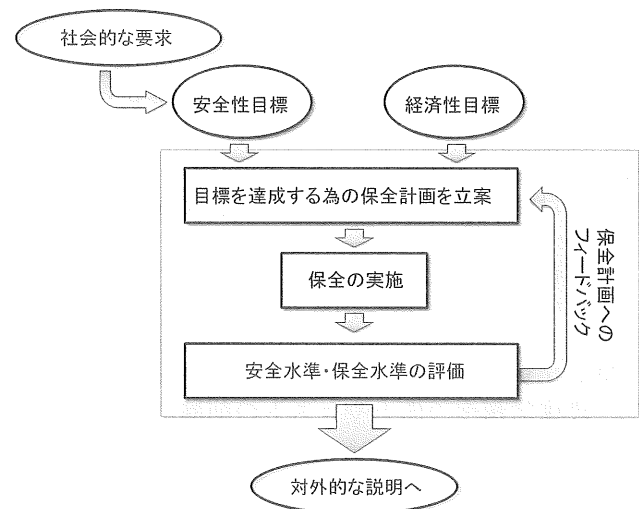 社会的な要求
安全性目標
経済性目標
目標を達成する為の保全計画を立案
保全の実施
安全水準・保全水準の評価
保全計画への
フィードバック
対外的な説明へ